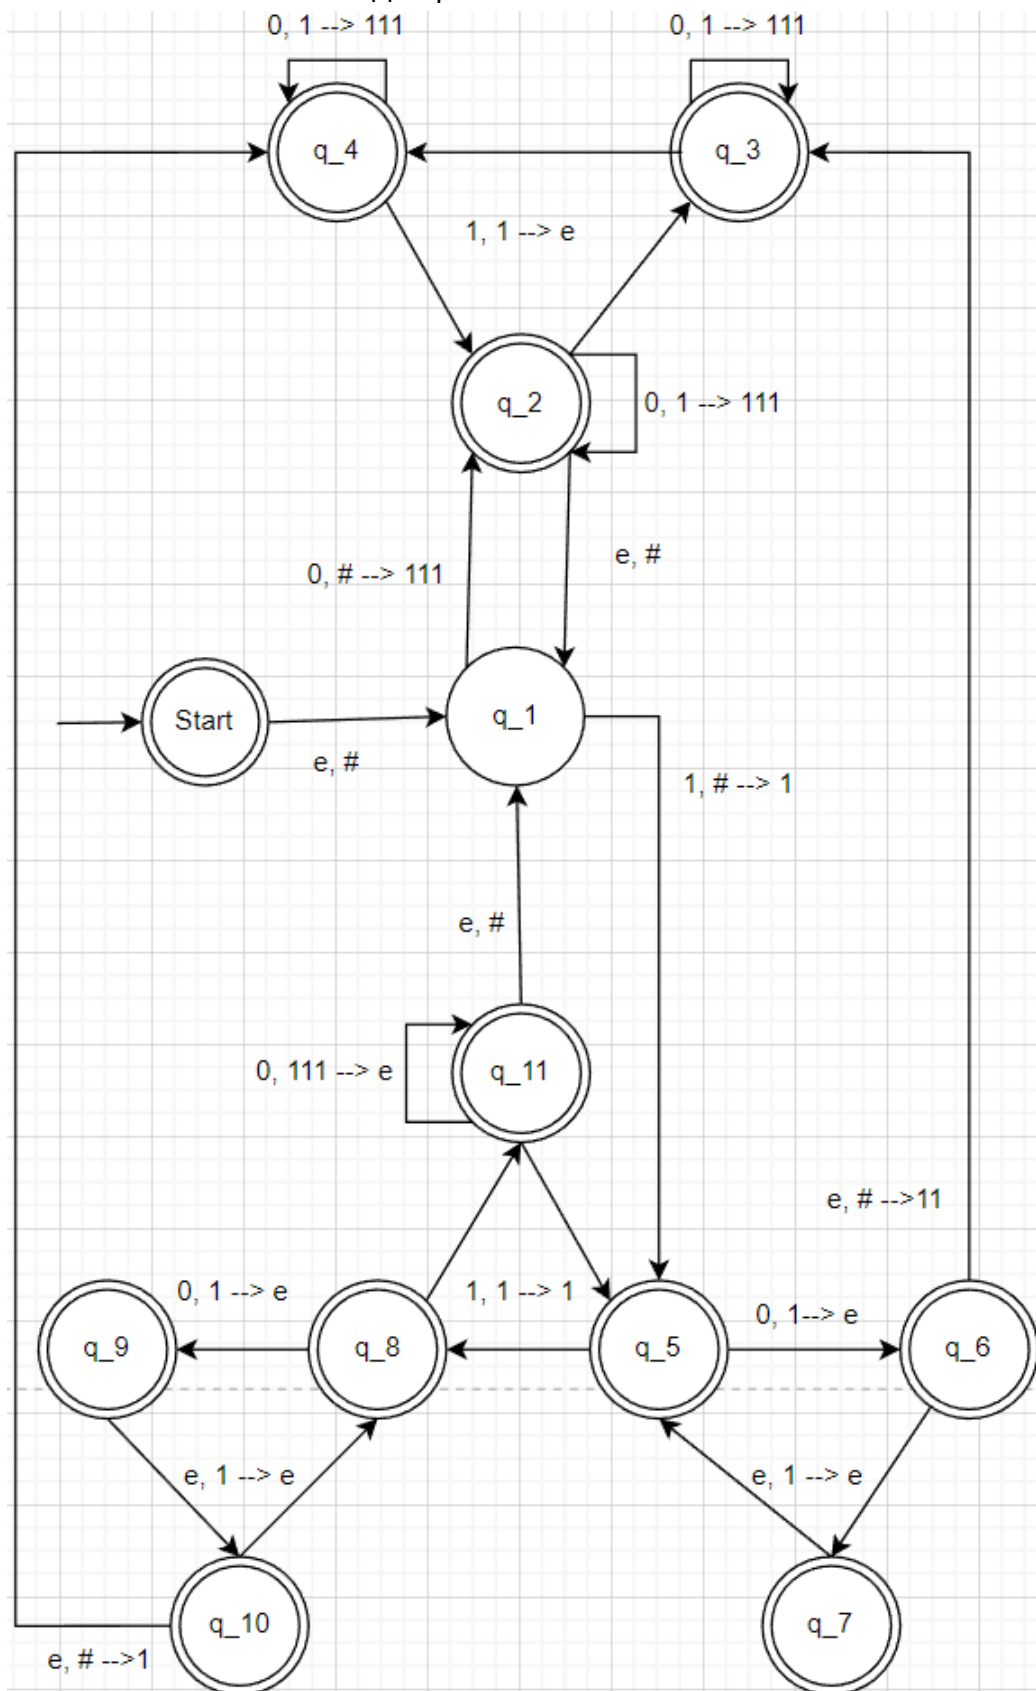 0, 1 --> 111
0, 1 --> 111
q_4
q_3
1, 1 --> e
q_2
0, 1 --> 111
0, # --> 111
e, #
Start
q_1
e, #
1, # --> 1
e, #
0, 111 --> e
q_11
e, # -->11
0, 1 --> e
1, 1 --> 1
0, 1--> e
q_9
q_8
q_5
q_6
e, 1 --> e
e, 1 --> e
q_10
q_7
e, # -->1